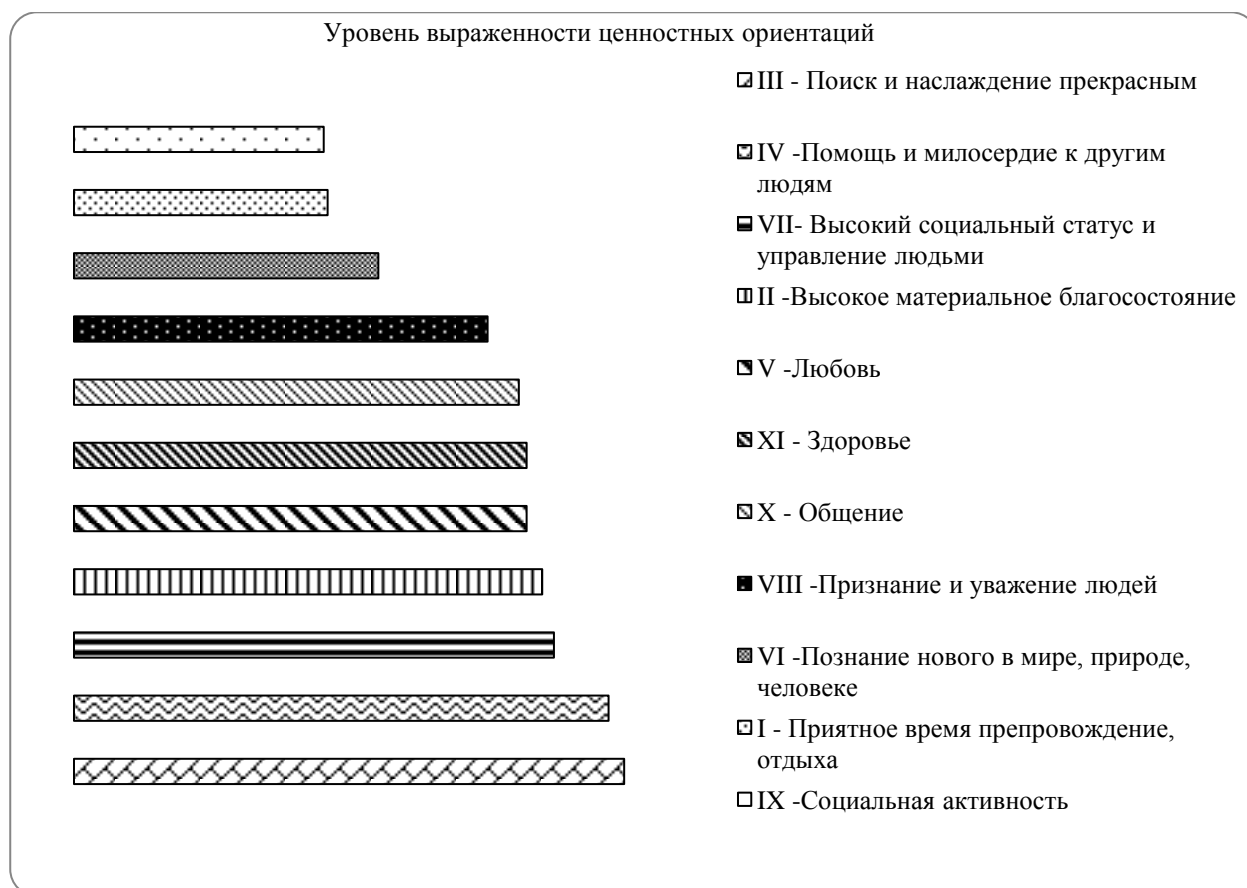 Уровень выраженности ценностных ориентаций
III - Поиск и наслаждение прекрасным
IV -Помощь и милосердие к другим
людям
VII- Высокий социальный статус и
управление людьми
II -Высокое материальное благосостояние
V -Любовь
XI - Здоровье
X - Общение
VIII -Признание и уважение людей
VI -Познание нового в мире, природе,
человеке
I - Приятное время препровождение,
отдыха
IX -Социальная активность